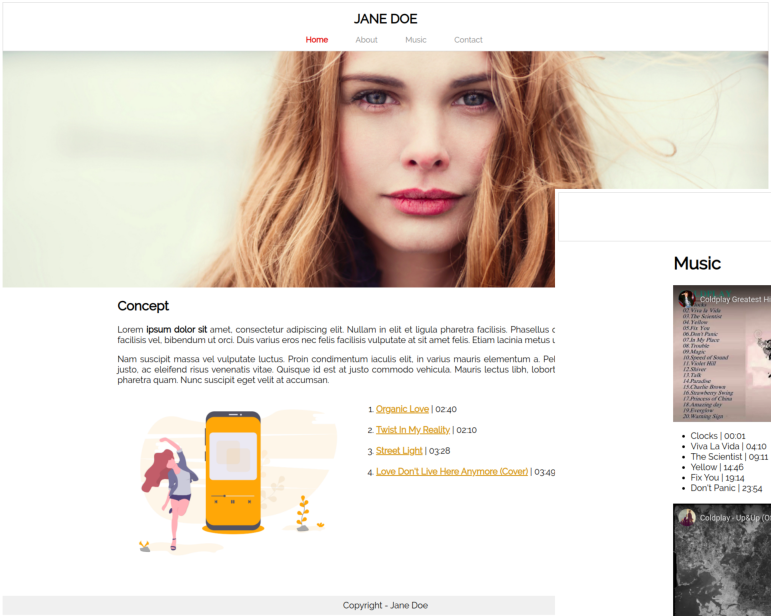 JANE DOE
Home About Music Contact
Concept
Lorem ipsum dolor sit amet, consectetur adipiscing elit. Nullam in elit et ligula pharetra facilisis. Phasellus
facilisis vel, bibendum ut orci. Duis varius eros nec felis facilisis vulputate at sit amet felis. Etiam lacinia metus
Nam suscipit massa vel vulputate luctus. Proin condimentum iaculis elit, in varius mauris elementum a.
justo, ac eleifend risus venenatis vitae. Quisque id est at justo commodo vehicula. Mauris lectus libh,
pharetra quam. Nunc suscipit eget velit at accumsan.
1. Organic Love | 02:40
2. Twist In My Reality | 02:10
3. Street Light | 03:28
4. Love Don't Live Here Anymore (Cover) | 03:49
Copyright - Jane Doe
Music
Coldplay Greatest
02.Viva la Vida
03.The Scientist
04.Yellow
05.Fix You
06.Don't Panic
07.In My Place
08.Trouble
09.Magic
10.Speed of Sound
11.Violet Hill
12.Shiver
13.Talk
14.Paradise
15.Charlie Brown
16.Strawberry Swing
17.Princess of China
18.Amazing day
19.Everglow
20.Warning Sign
• Clocks | 00:01
• Viva La Vida | 04:10
• The Scientist | 09:11
• Yellow | 14:46
• Fix You | 19:14
• Don't Panic | 23:54
Coldplay - Up&Up